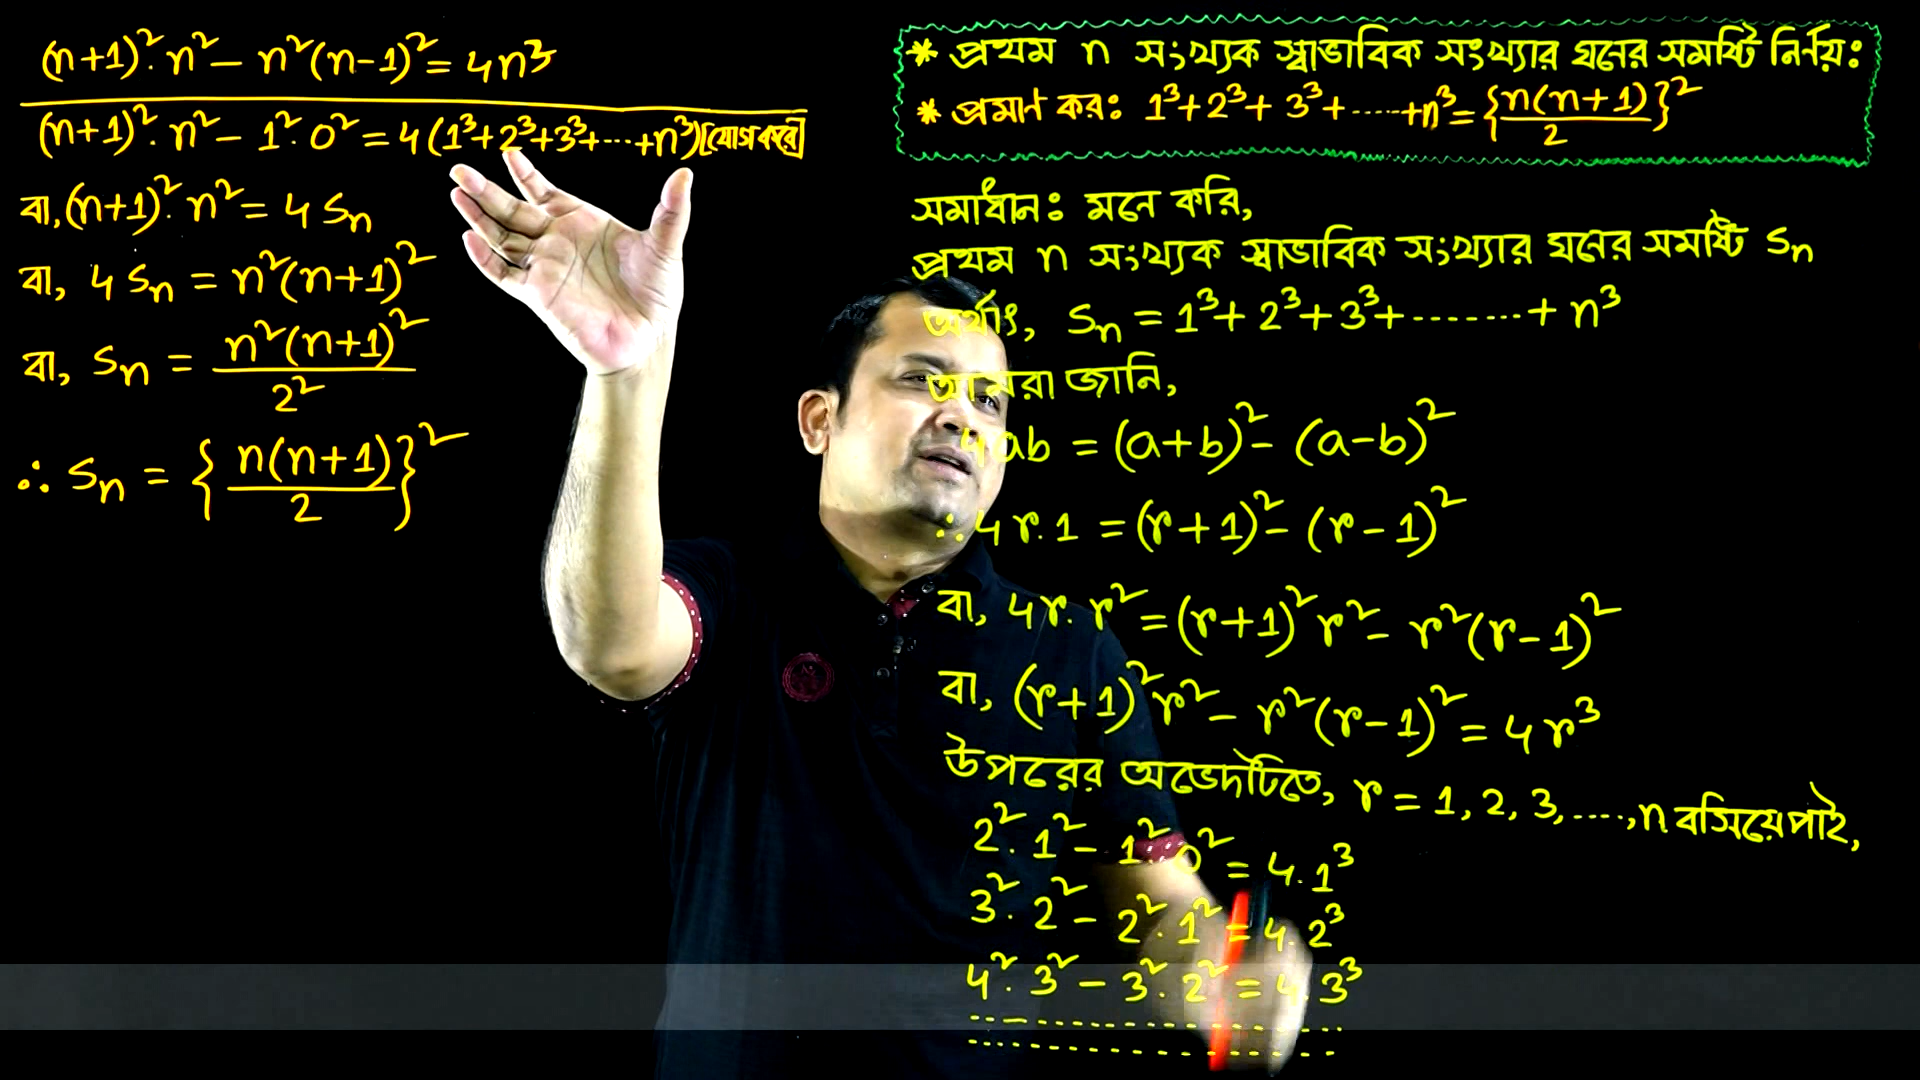 * প্রথম n সংখ্যক স্বাভাবিক সংখ্যার ঘনের সমষ্টি নির্ণয়ঃ
* প্রমাণ করঃ 1³+2³+3³+......+n³={n(n+1)/2}²
সমাধানঃ মনে করি,
প্রথম n সংখ্যক স্বাভাবিক সংখ্যার ঘনের সমষ্টি Sn
অর্থাৎ, Sn = 1³+2³+3³+........+n³
আমরা জানি,
4ab = (a+b)²-(a-b)²
∴ 4r.1 = (r+1)²-(r-1)²
বা, 4r.r² = (r+1)²r²-r²(r-1)²
বা, (r+1)²r²-r²(r-1)² = 4r³
উপরের অভেদটিতে, r = 1, 2, 3, ....., n বসিয়ে পাই,
2².1²-1².0² = 4.1³
3².2²-2².1² = 4.2³
4².3²-3².2² = 4.3³
(n+1)².n²-n²(n-1)² = 4n³
(n+1)².n²-1².0² = 4(1³+2³+3³+...+n³)[যোগ করে]
বা, (n+1)².n² = 4Sn
বা, 4Sn = n²(n+1)²
বা, Sn = n²(n+1)²/2²
∴ Sn = {n(n+1)/2}²